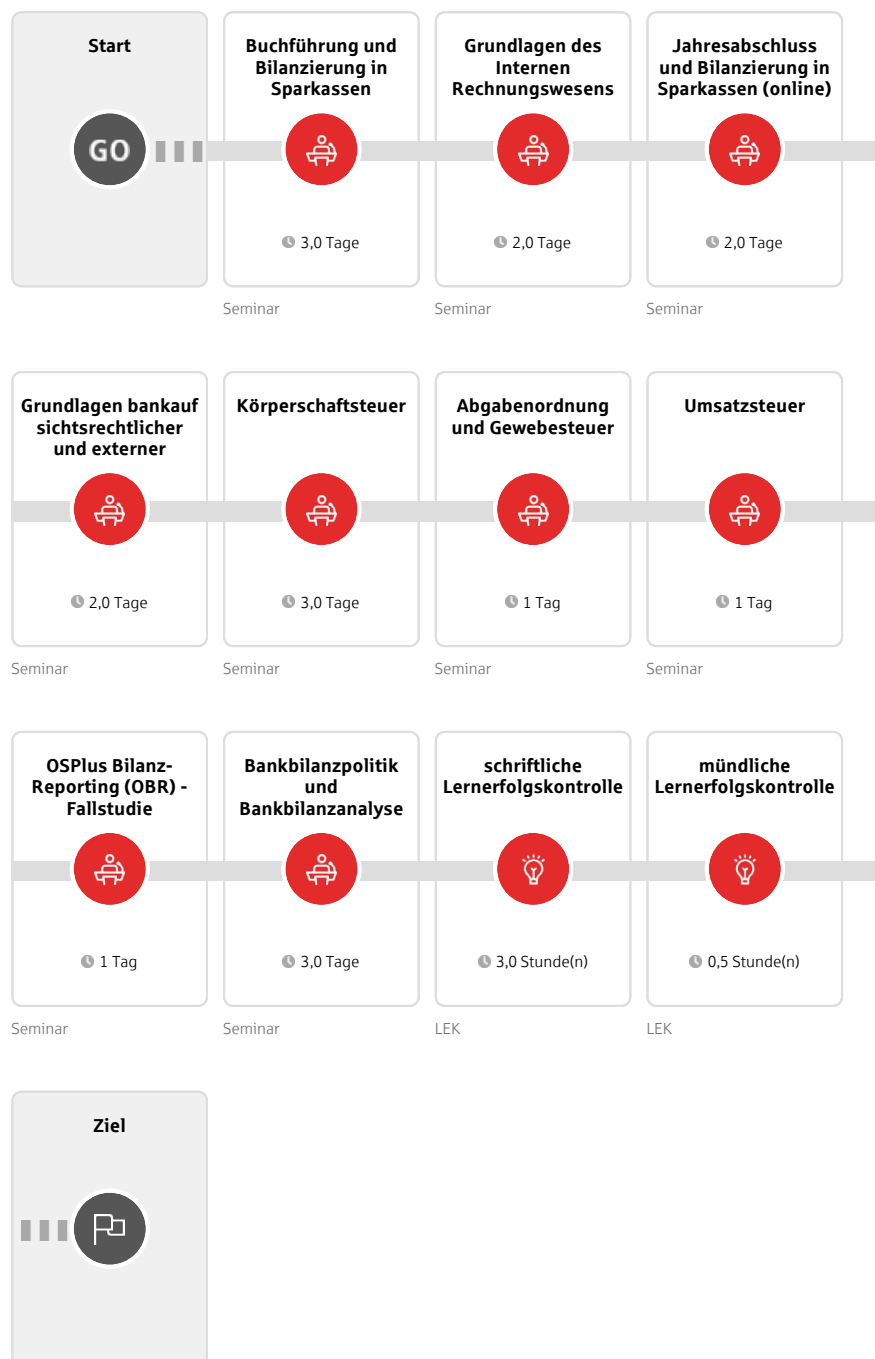 Start
Buchführung und
Bilanzierung in
Sparkassen
Grundlagen des
Internen
Rechnungswesens
Jahresabschluss
und Bilanzierung in
Sparkassen (online)
GO
3,0 Tage
2,0 Tage
2,0 Tage
Seminar
Seminar
Seminar
Grundlagen bankauf
sichtsrechtlicher
und externer
Körperschaftsteuer
Abgabenordnung
und Gewebesteuer
Umsatzsteuer
2,0 Tage
3,0 Tage
1 Tag
1 Tag
Seminar
Seminar
Seminar
Seminar
OSPlus Bilanz-
Reporting (OBR) -
Fallstudie
Bankbilanzpolitik
und
Bankbilanzanalyse
schriftliche
Lernerfolgskontrolle
mündliche
Lernerfolgskontrolle
1 Tag
3,0 Tage
3,0 Stunde(n)
0,5 Stunde(n)
Seminar
Seminar
LEK
LEK
Ziel